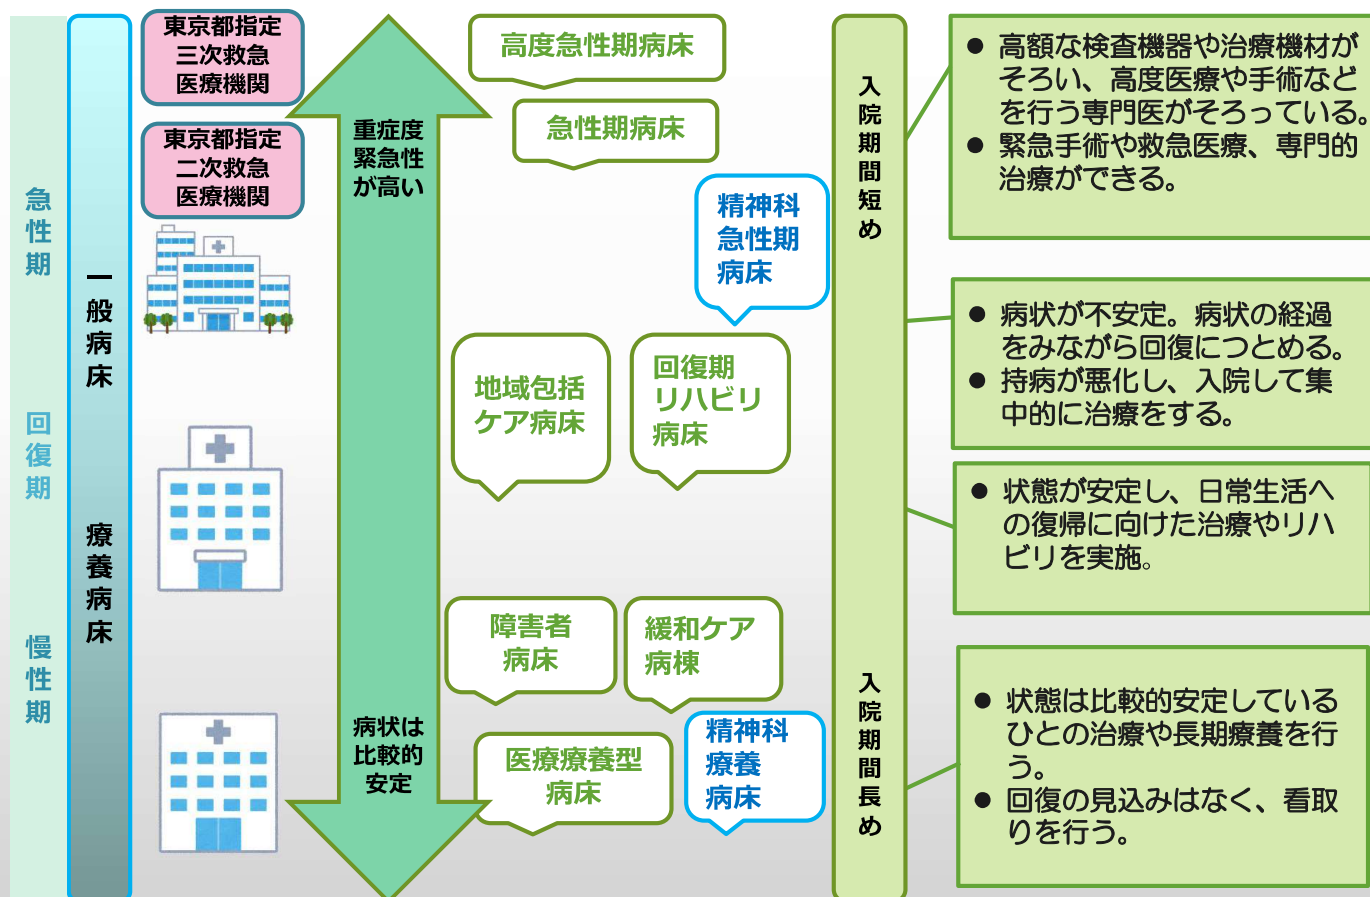 急性期
回復期
慢性期
一般病床
療養病床
東京都指定
三次救急
医療機関
東京都指定
二次救急
医療機関
重症度
緊急性
が高い
病状は
比較的
安定
高度急性期病床
急性期病床
精神科
急性期
病床
地域包括
ケア病床
回復期
リハビリ
病床
障害者
病床
緩和ケア
病棟
医療療養型
病床
精神科
療養
病床
入院期間短め
入院期間長め
● 高額な検査機器や治療機材が
そろい、高度医療や手術など
を行う専門医がそろっている。
● 緊急手術や救急医療、専門的
治療ができる。
● 病状が不安定。病状の経過
をみながら回復につとめる。
● 持病が悪化し、入院して集
中的に治療をする。
● 状態が安定し、日常生活へ
の復帰に向けた治療やリハ
ビリを実施。
● 状態は比較的安定している
ひとの治療や長期療養を行
う。
● 回復の見込みはなく、看取
りを行う。